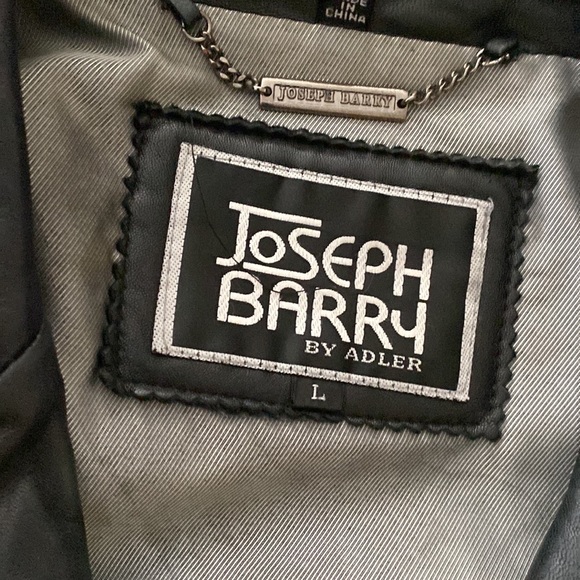 IN
CHINA
JOSEPH BARRY
JOSEPH
BARRY
BY ADLER
L